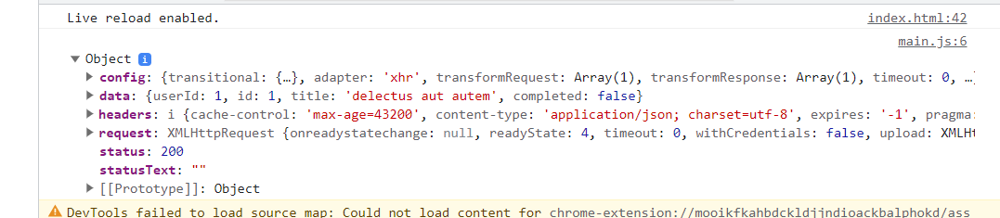 Live reload enabled. index.html:42
main.js:6
▼ Object i
▶ config: {transitional: {…}, adapter: 'xhr', transformRequest: Array(1), transformResponse: Array(1), timeout: 0, …
▶ data: {userId: 1, id: 1, title: 'delectus aut autem', completed: false}
▶ headers: i {cache-control: 'max-age=43200', content-type: 'application/json; charset=utf-8', expires: '-1', pragma:
▶ request: XMLHttpRequest {onreadystatechange: null, readyState: 4, timeout: 0, withCredentials: false, upload: XMLHt
status: 200
statusText: ""
▶ [[Prototype]]: Object
DevTools failed to load source map: Could not load content for chrome-extension://mooikfkahbdckldjjndioackbalphokd/ass